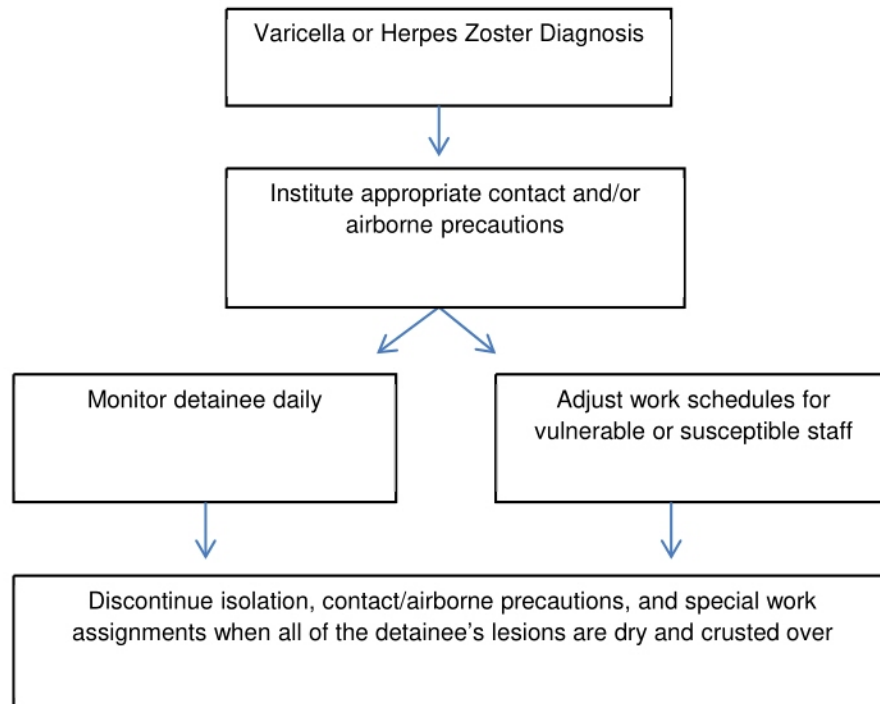 Varicella or Herpes Zoster Diagnosis
Institute appropriate contact and/or
airborne precautions
Monitor detainee daily
Adjust work schedules for
vulnerable or susceptible staff
Discontinue isolation, contact/airborne precautions, and special work
assignments when all of the detainee’s lesions are dry and crusted over